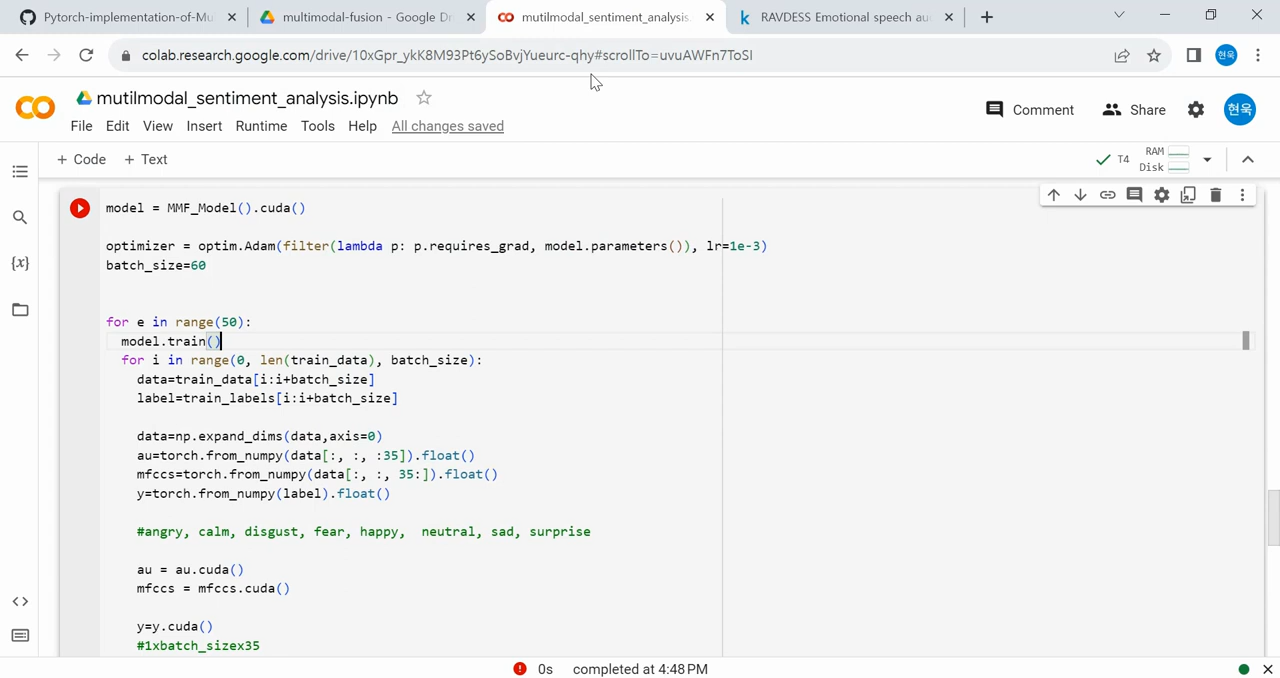 Pytorch-implementation-of-Mu
multimodal-fusion - Google Dr
mutilmodal_sentiment_analysis.
RAVDESS Emotional speech au
colab.research.google.com/drive/10xGpr_ykK8M93Pt6ySoBvjYueurc-qhy#scrollTo=uvuAWFn7ToSI
현욱
mutilmodal_sentiment_analysis.ipynb
Comment
Share
현욱
File Edit View Insert Runtime Tools Help All changes saved
+ Code + Text
T4
RAM
Disk
model = MMF_Model().cuda()
optimizer = optim.Adam(filter(lambda p: p.requires_grad, model.parameters()), lr=1e-3)
batch_size=60
for e in range(50):
model.train()
for i in range(0, len(train_data), batch_size):
data=train_data[i:i+batch_size]
label=train_labels[i:i+batch_size]
data=np.expand_dims(data,axis=0)
au=torch.from_numpy(data[:, :, :35]).float()
mfccs=torch.from_numpy(data[:, :, 35:]).float()
y=torch.from_numpy(label).float()
#angry, calm, disgust, fear, happy,  neutral, sad, surprise
au = au.cuda()
mfccs = mfccs.cuda()
y=y.cuda()
#1xbatch_sizex35
{x}
0s completed at 4:48 PM